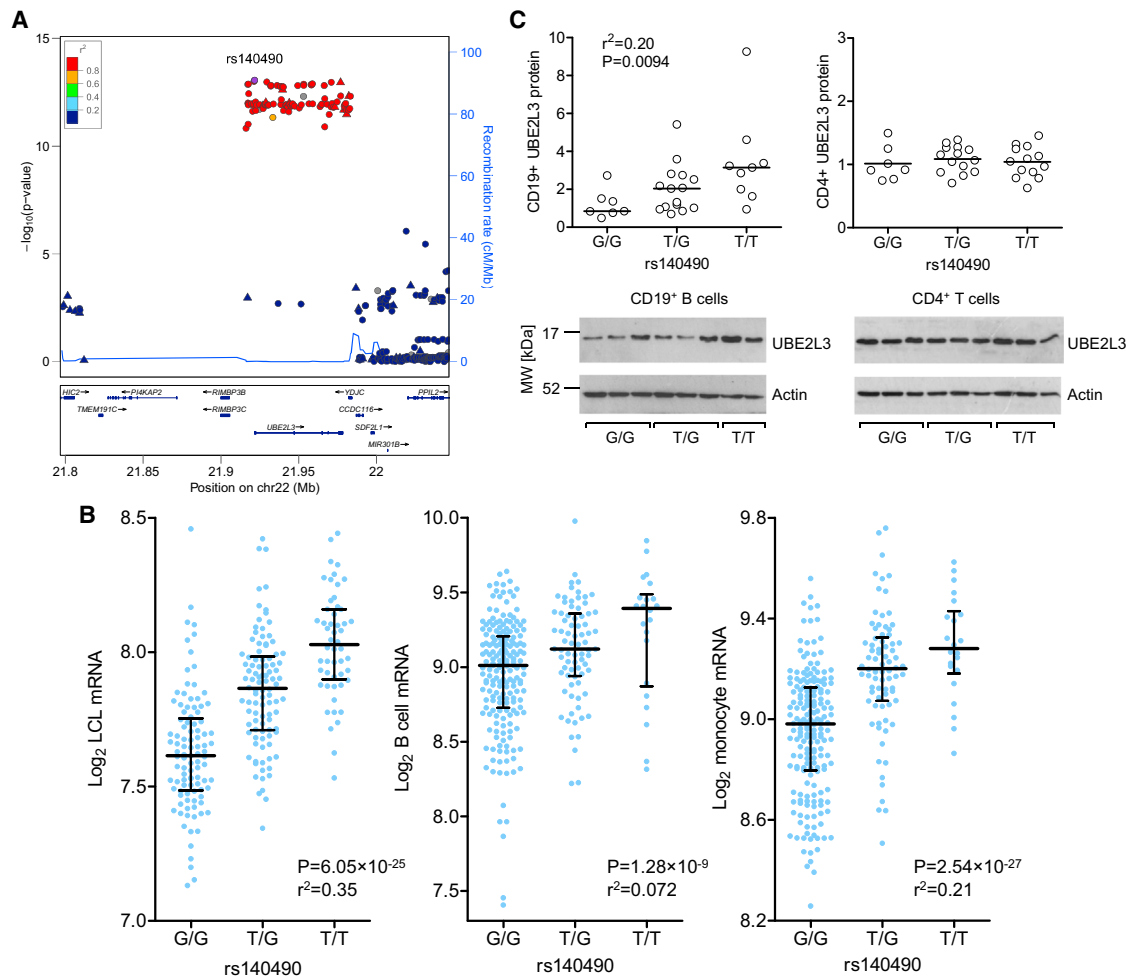 A
15
10
5
0
−log10(p−value)
r2
0.8
0.6
0.4
0.2
rs140490
100
80
60
40
20
0
Recombination rate (cM/Mb)
HIC2
PI4KAP2
RIMBP3B
YDJC
PPIL2
TMEM191C
RIMBP3C
CCDC116
UBE2L3
SDF2L1
MIR301B
21.8
21.85
21.9
21.95
22
Position on chr22 (Mb)
C
CD19+ UBE2L3 protein
10
8
6
4
2
0
r2=0.20
P=0.0094
G/G T/G T/T
rs140490
CD4+ UBE2L3 protein
3
2
1
0
G/G T/G T/T
rs140490
CD19+ B cells
MW [kDa]
17
52
UBE2L3
Actin
G/G T/G T/T
CD4+ T cells
UBE2L3
Actin
G/G T/G T/T
B
Log2 LCL mRNA
8.5
8.0
7.5
7.0
P=6.05×10-25
r2=0.35
G/G T/G T/T
rs140490
Log2 B cell mRNA
10.0
9.5
9.0
8.5
8.0
7.5
P=1.28×10-9
r2=0.072
G/G T/G T/T
rs140490
Log2 monocyte mRNA
9.8
9.4
9.0
8.6
8.2
P=2.54×10-27
r2=0.21
G/G T/G T/T
rs140490